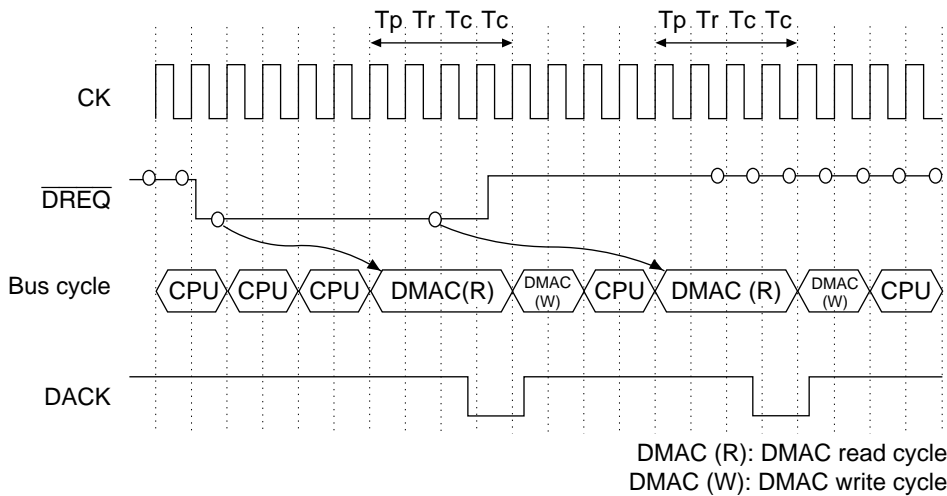 Tp Tr Tc Tc Tp Tr Tc Tc
CK
DREQ
Bus cycle CPU CPU CPU DMAC(R) DMAC (W) CPU DMAC (R) DMAC (W) CPU
DACK
DMAC (R): DMAC read cycle
DMAC (W): DMAC write cycle